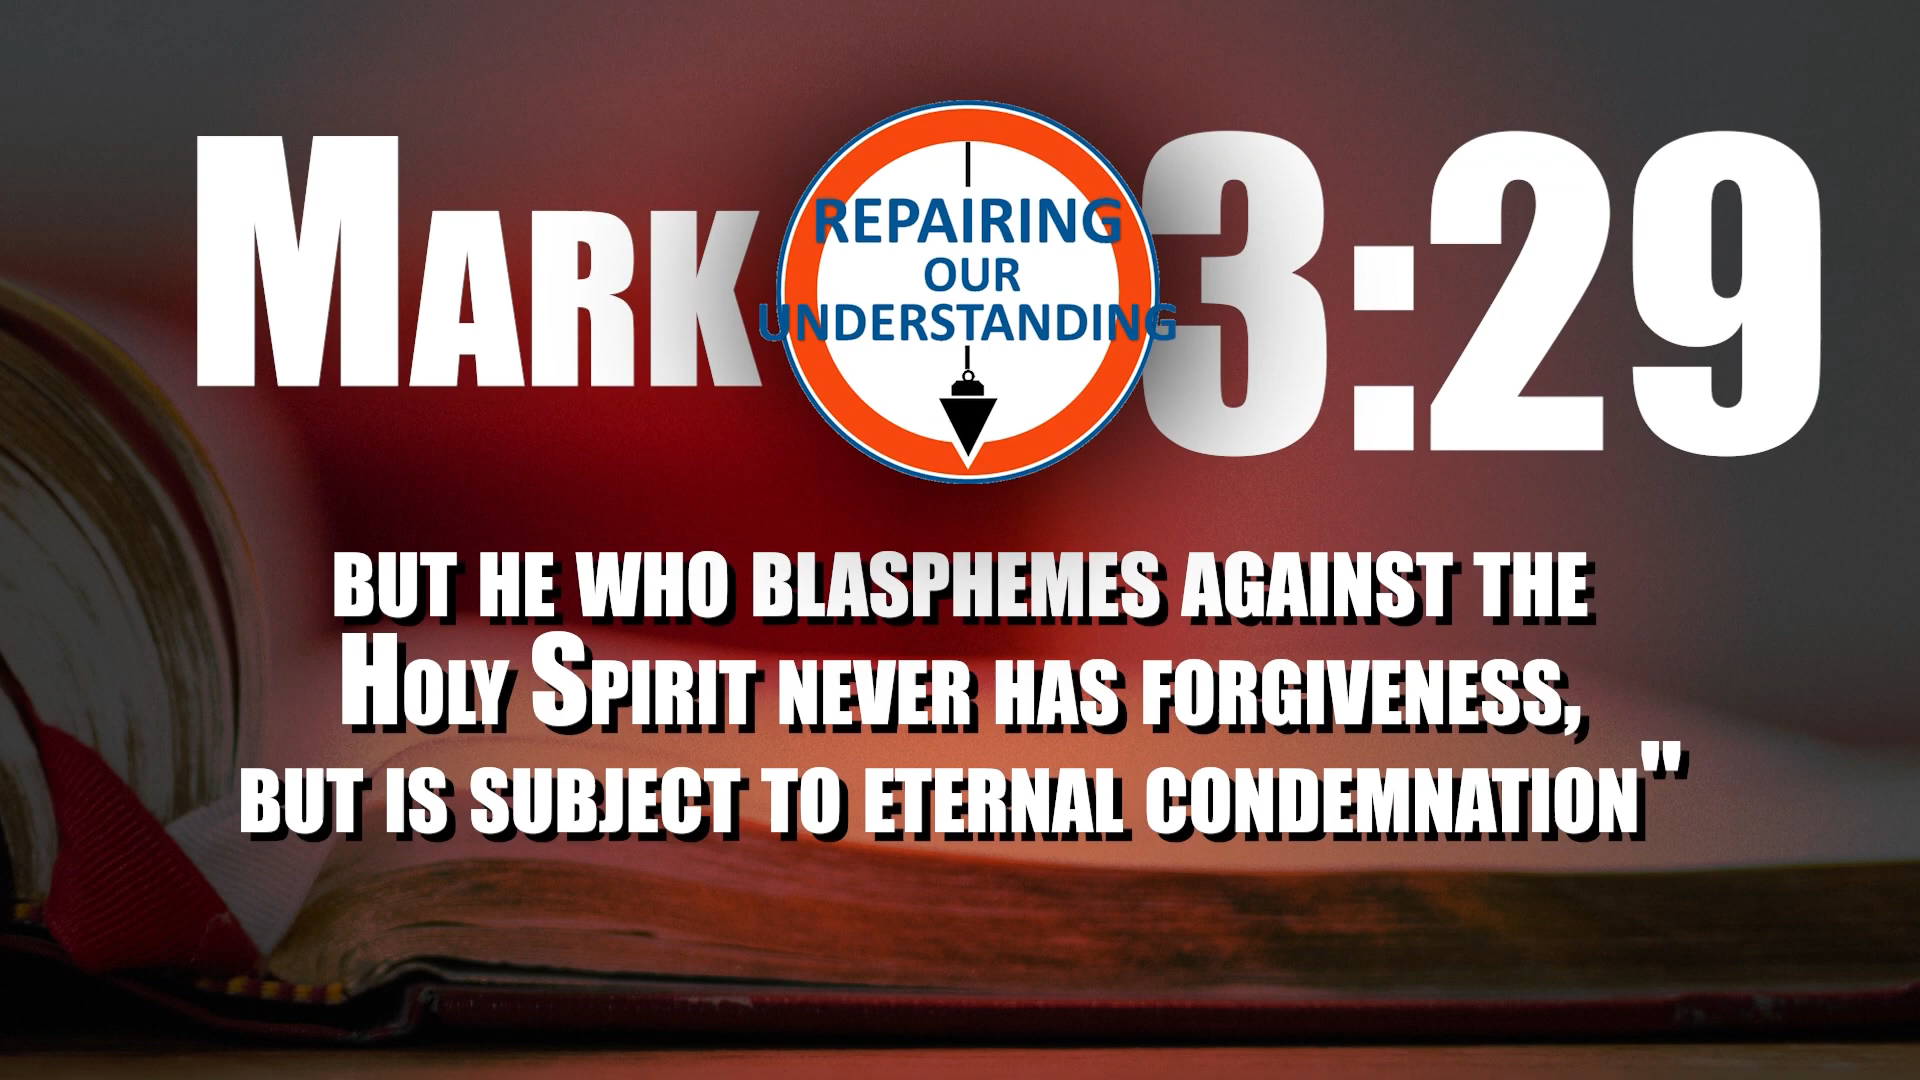 Mark 3:29
REPAIRING
OUR
UNDERSTANDING
but he who blasphemes against the
Holy Spirit never has forgiveness,
but is subject to eternal condemnation"